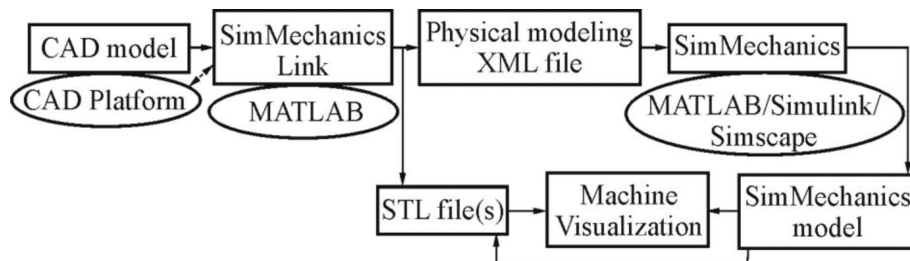 CAD model
CAD Platform
SimMechanics
Link
MATLAB
Physical modeling
XML file
SimMechanics
MATLAB/Simulink/
Simscape
STL file(s)
Machine
Visualization
SimMechanics
model